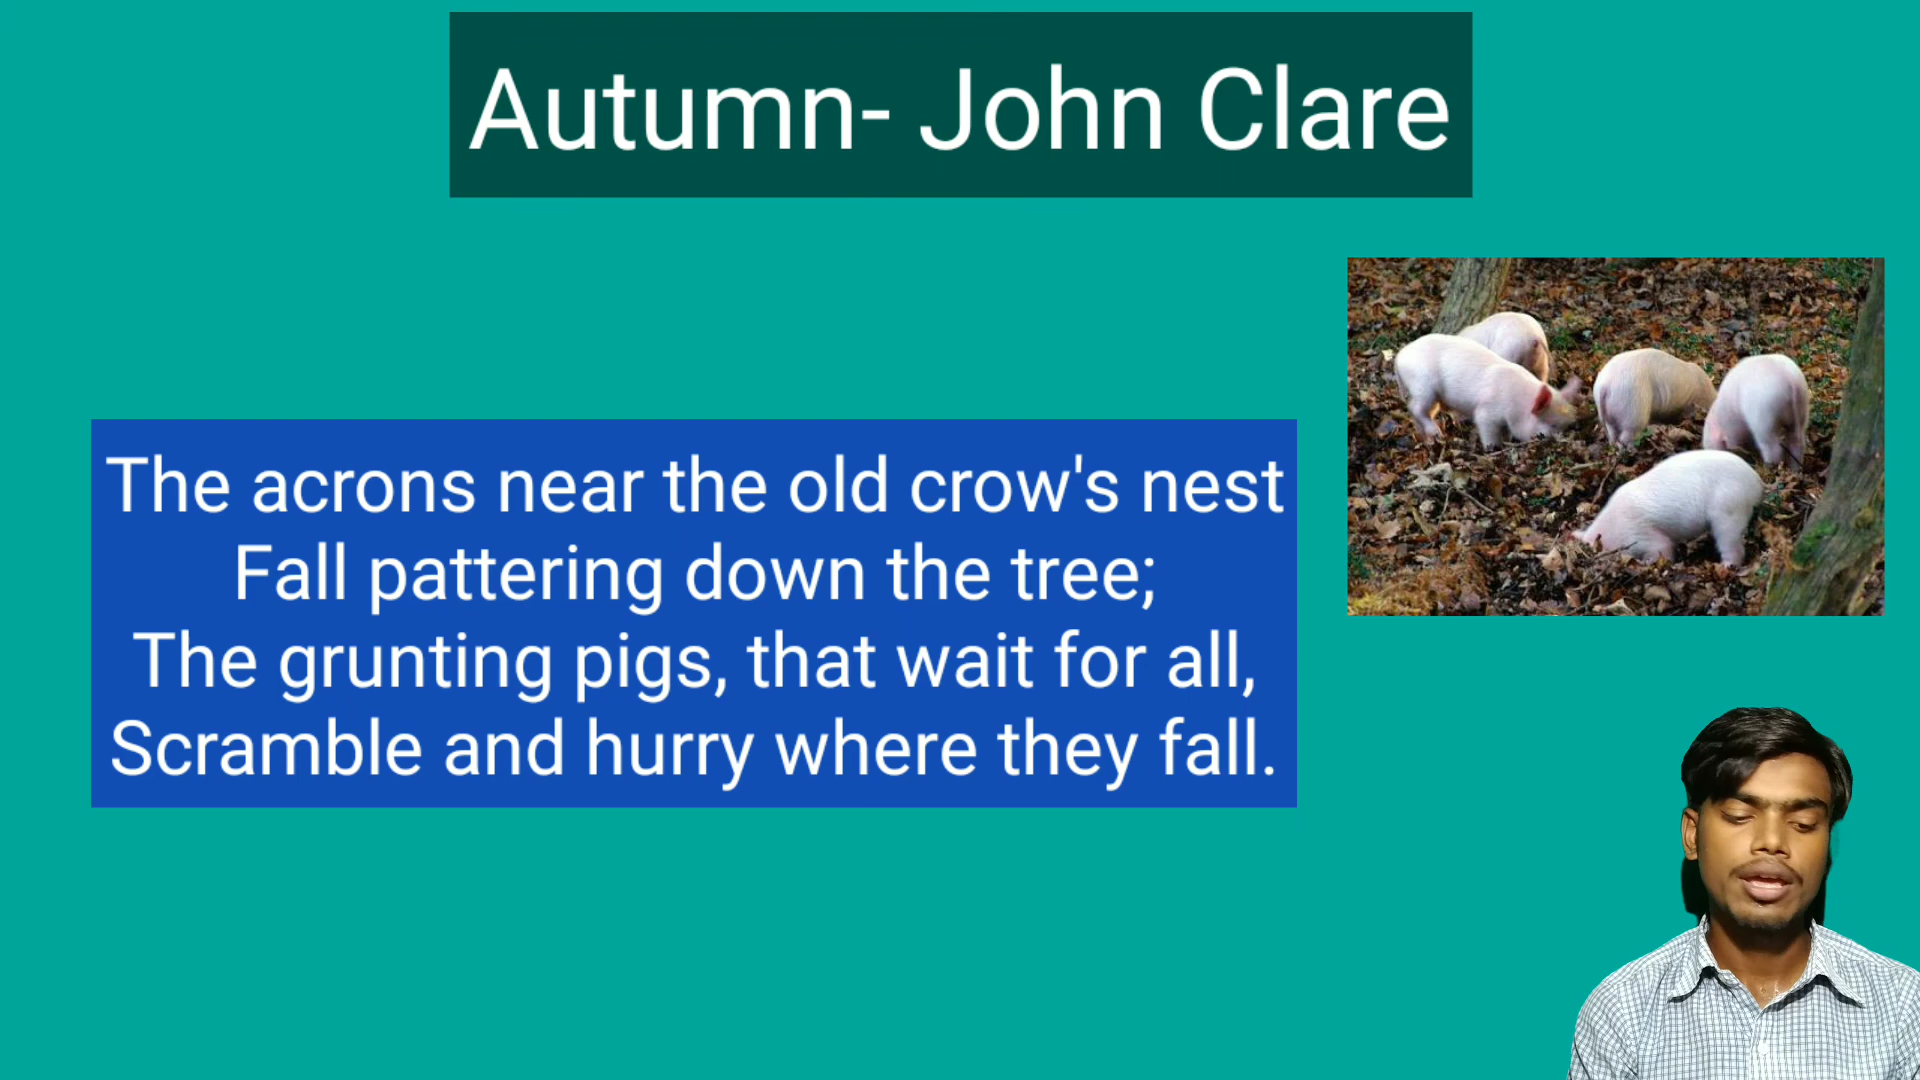 Autumn- John Clare
The acrons near the old crow's nest
Fall pattering down the tree;
The grunting pigs, that wait for all,
Scramble and hurry where they fall.